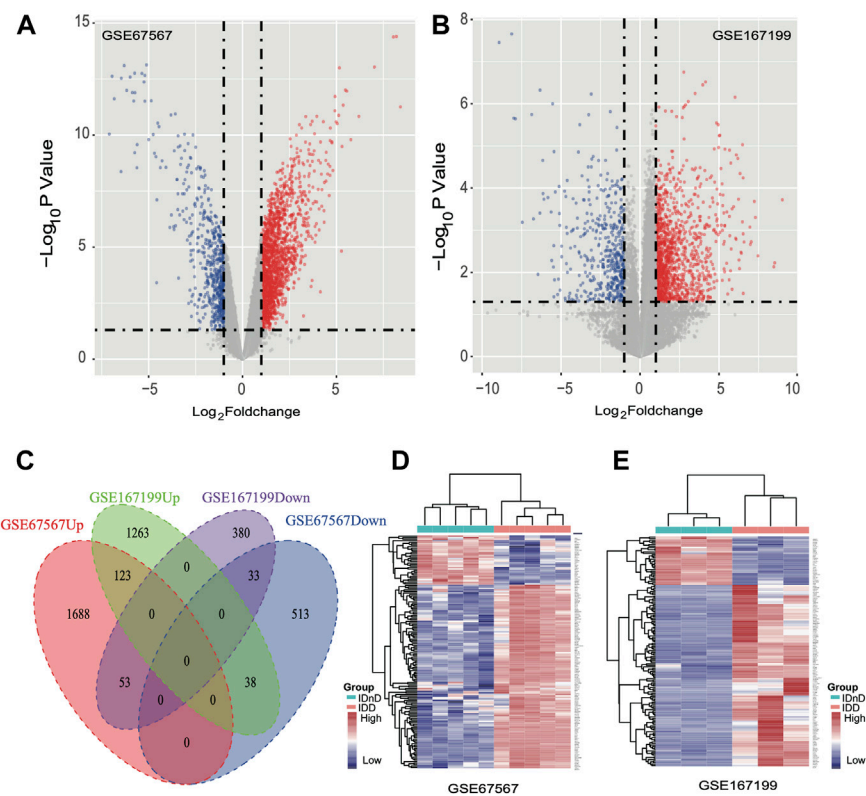 A
GSE67567
15
10
5
0
−Log10P Value
−5
0
5
Log2Foldchange
B
GSE167199
8
6
4
2
0
−Log10P Value
−10
−5
0
5
10
Log2Foldchange
C
GSE167199Up
GSE167199Down
GSE67567Up
GSE67567Down
1263
380
0
123
33
1688
0
0
513
0
53
0
0
38
0
D
Group
IDnD
IDD
High
Low
GSE67567
E
Group
IDnD
IDD
High
Low
GSE167199